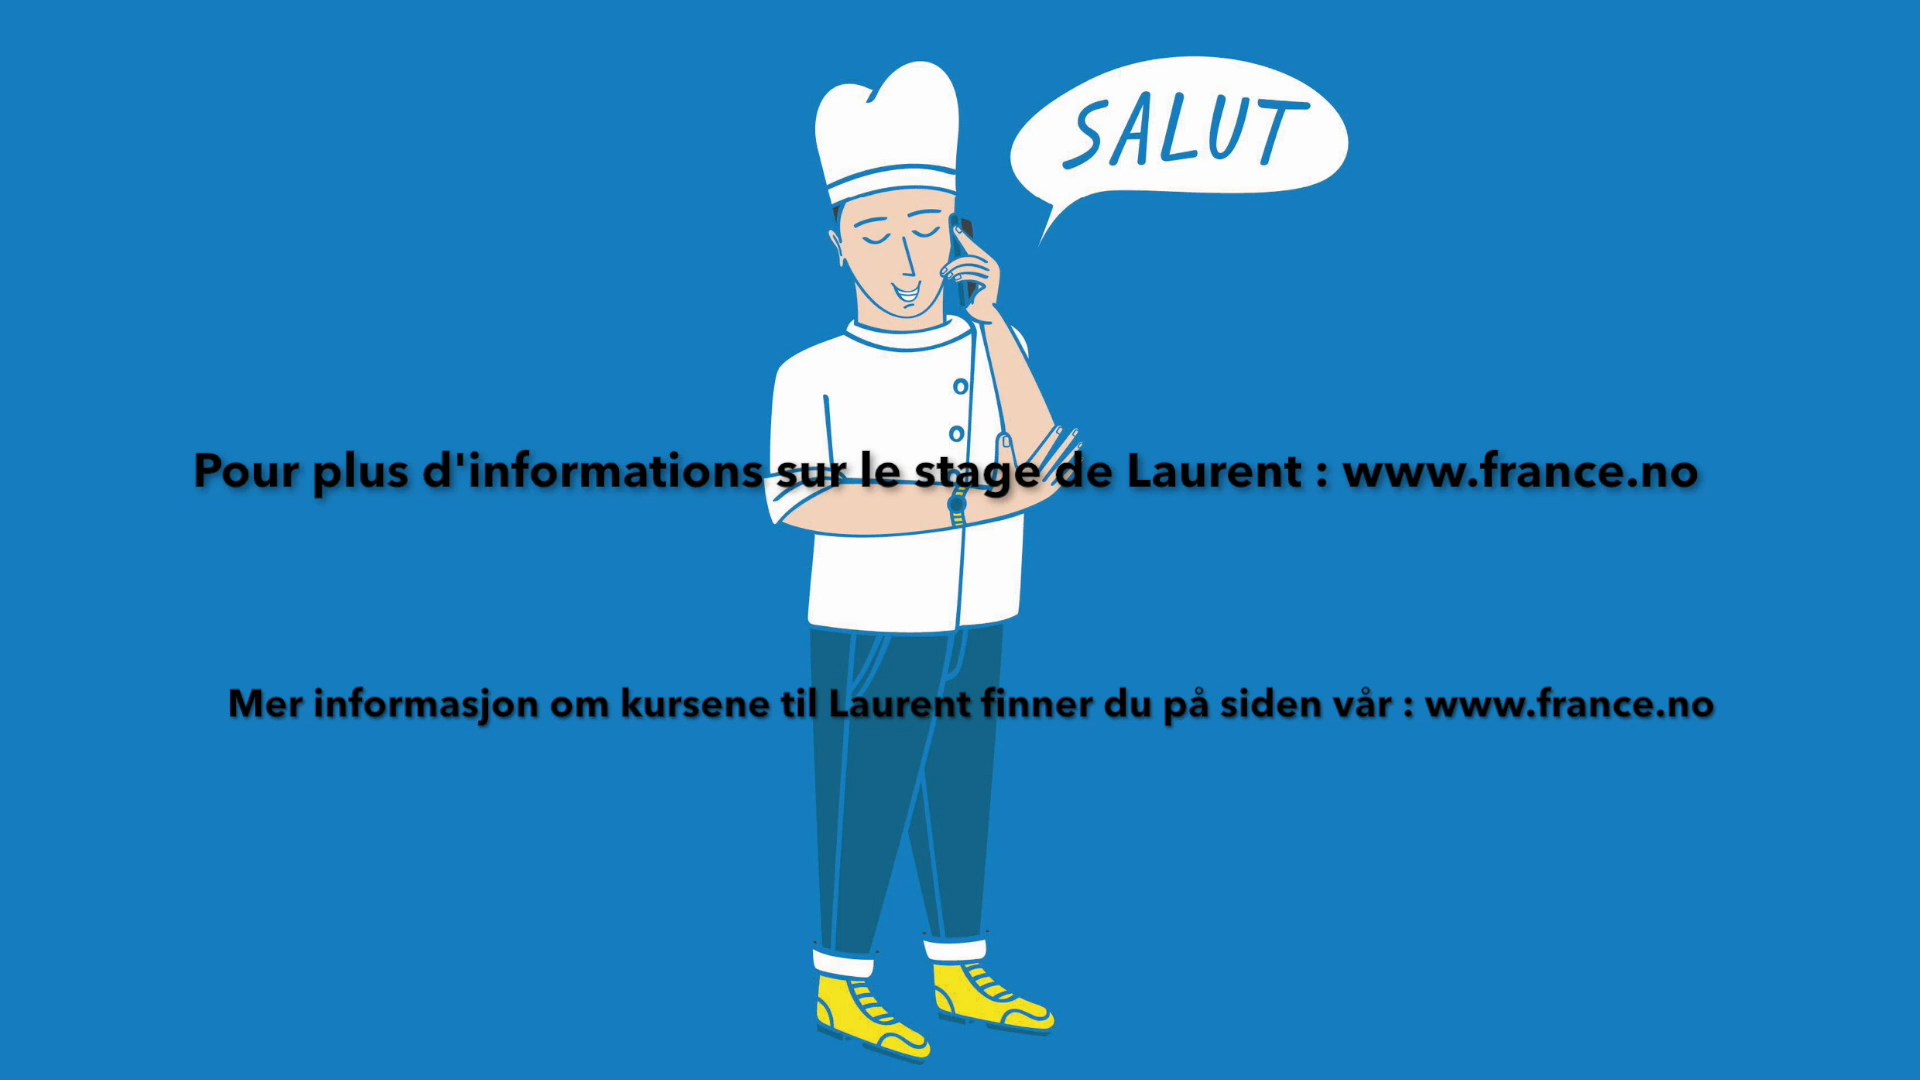 SALUT
Pour plus d'informations sur le stage de Laurent : www.france.no
Mer informasjon om kursene til Laurent finner du på siden vår : www.france.no